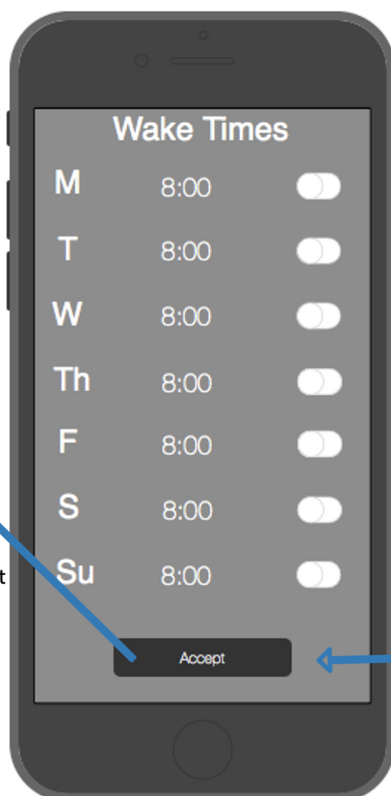 Wake Times
M 8:00
T 8:00
W 8:00
Th 8:00
F 8:00
S 8:00
t
Su 8:00
Accept